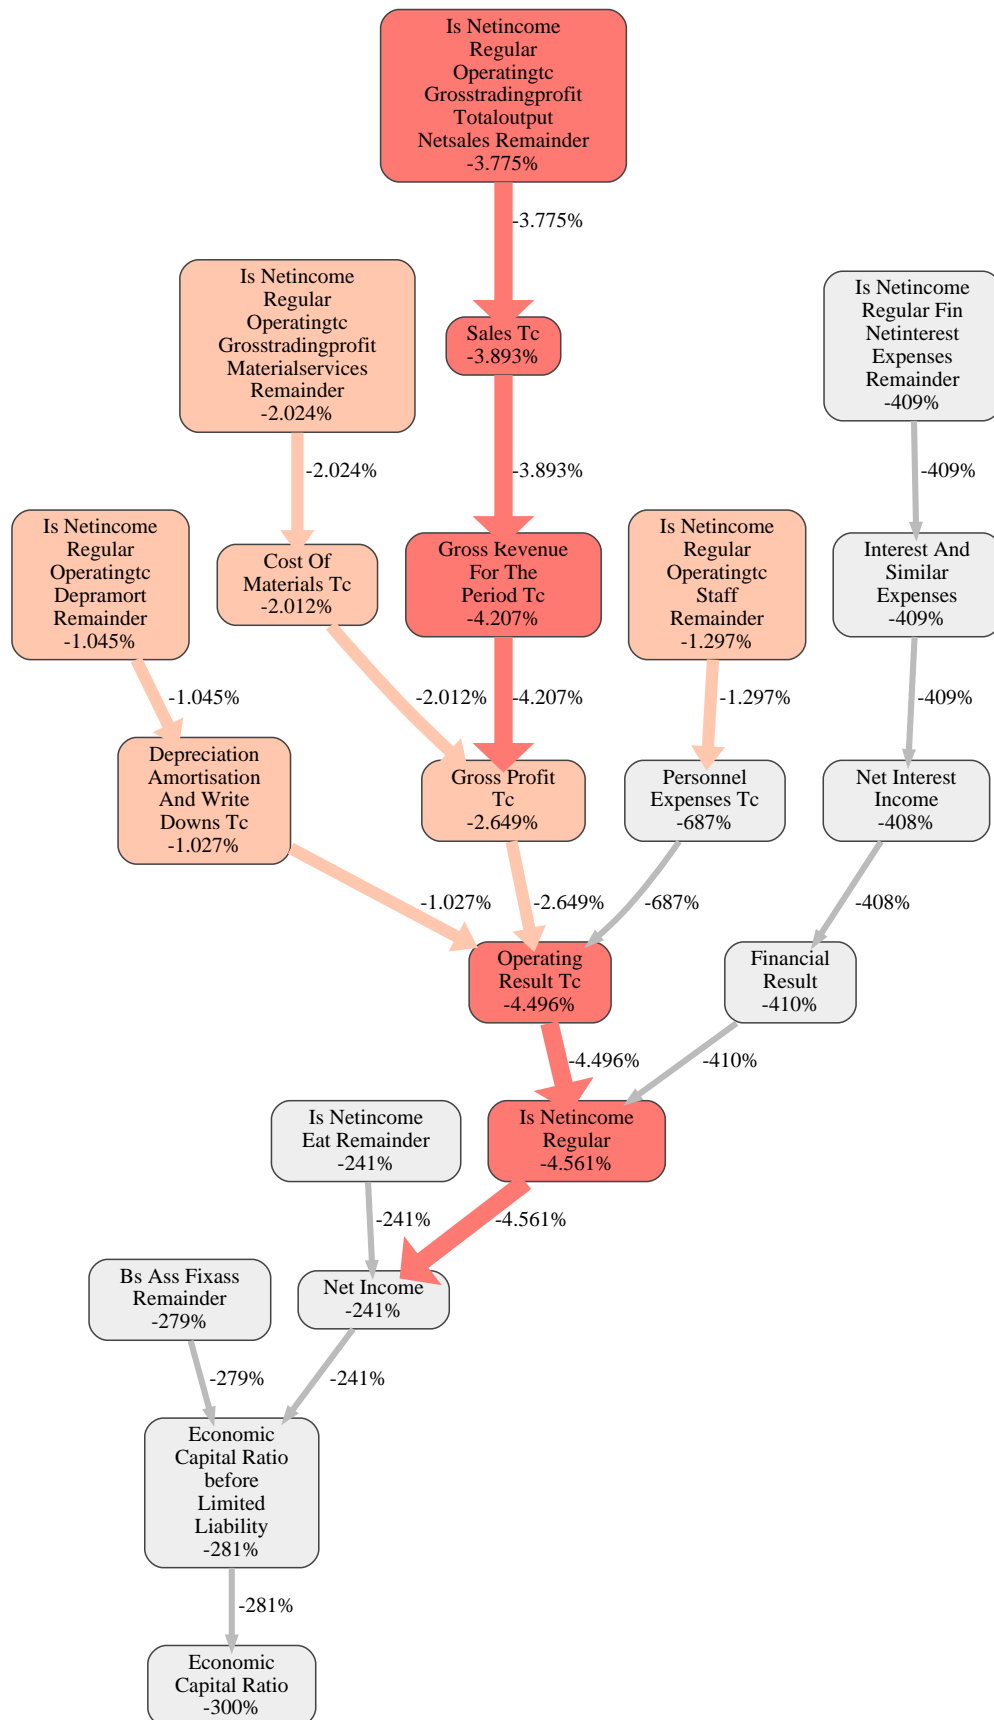 Is Netincome
Regular
Operatingtc
Grosstradingprofit
Totaloutput
Netsales Remainder
-3.775%
-3.775%
Is Netincome
Regular
Operatingtc
Grosstradingprofit
Materialservices
Remainder
-2.024%
Sales Tc
-3.893%
Is Netincome
Regular Fin
Netinterest
Expenses
Remainder
-409%
-2.024%
-3.893%
-409%
Is Netincome
Regular
Operatingtc
Depramort
Remainder
-1.045%
Cost Of
Materials Tc
-2.012%
Gross Revenue
For The
Period Tc
-4.207%
Is Netincome
Regular
Operatingtc
Staff
Remainder
-1.297%
Interest And
Similar
Expenses
-409%
-1.045%
-2.012%
-4.207%
-1.297%
-409%
Depreciation
Amortisation
And Write
Downs Tc
-1.027%
Gross Profit
Tc
-2.649%
Personnel
Expenses Tc
-687%
Net Interest
Income
-408%
-1.027%
-2.649%
-687%
-408%
Operating
Result Tc
-4.496%
Financial
Result
-410%
-4.496%
-410%
Is Netincome
Eat Remainder
-241%
Is Netincome
Regular
-4.561%
-241%
-4.561%
Bs Ass Fixass
Remainder
-279%
Net Income
-241%
-279%
-241%
Economic
Capital Ratio
before
Limited
Liability
-281%
-281%
Economic
Capital Ratio
-300%